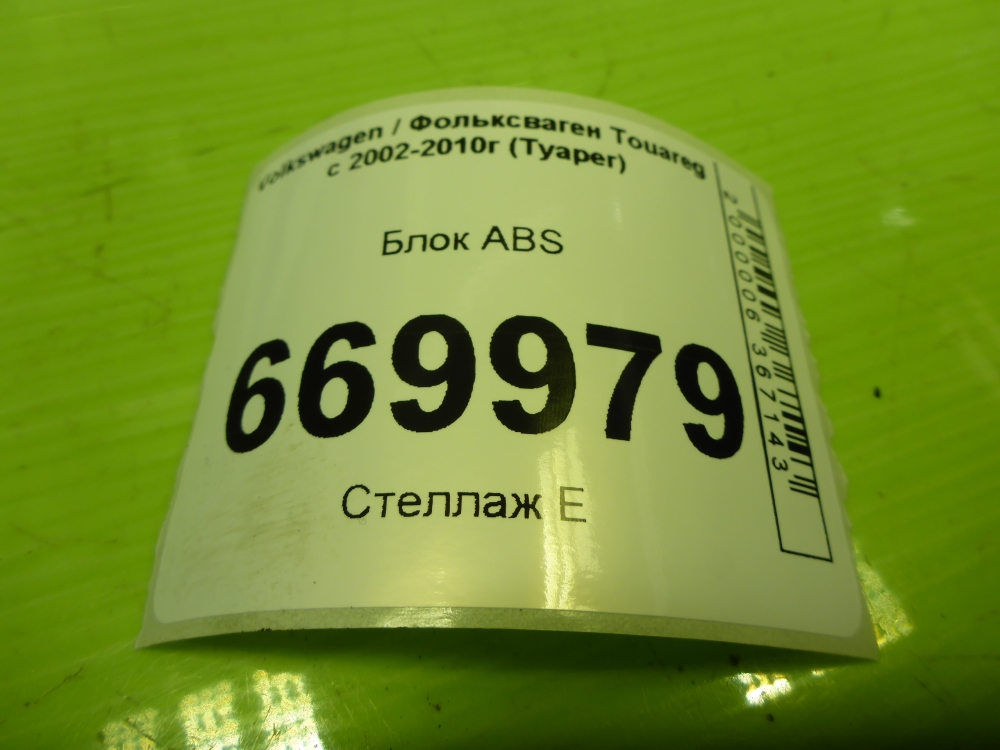 Volkswagen / Фольксваген Touareg
с 2002-2010г (Туарег)
Блок ABS
669979
Стеллаж E
2000006367143